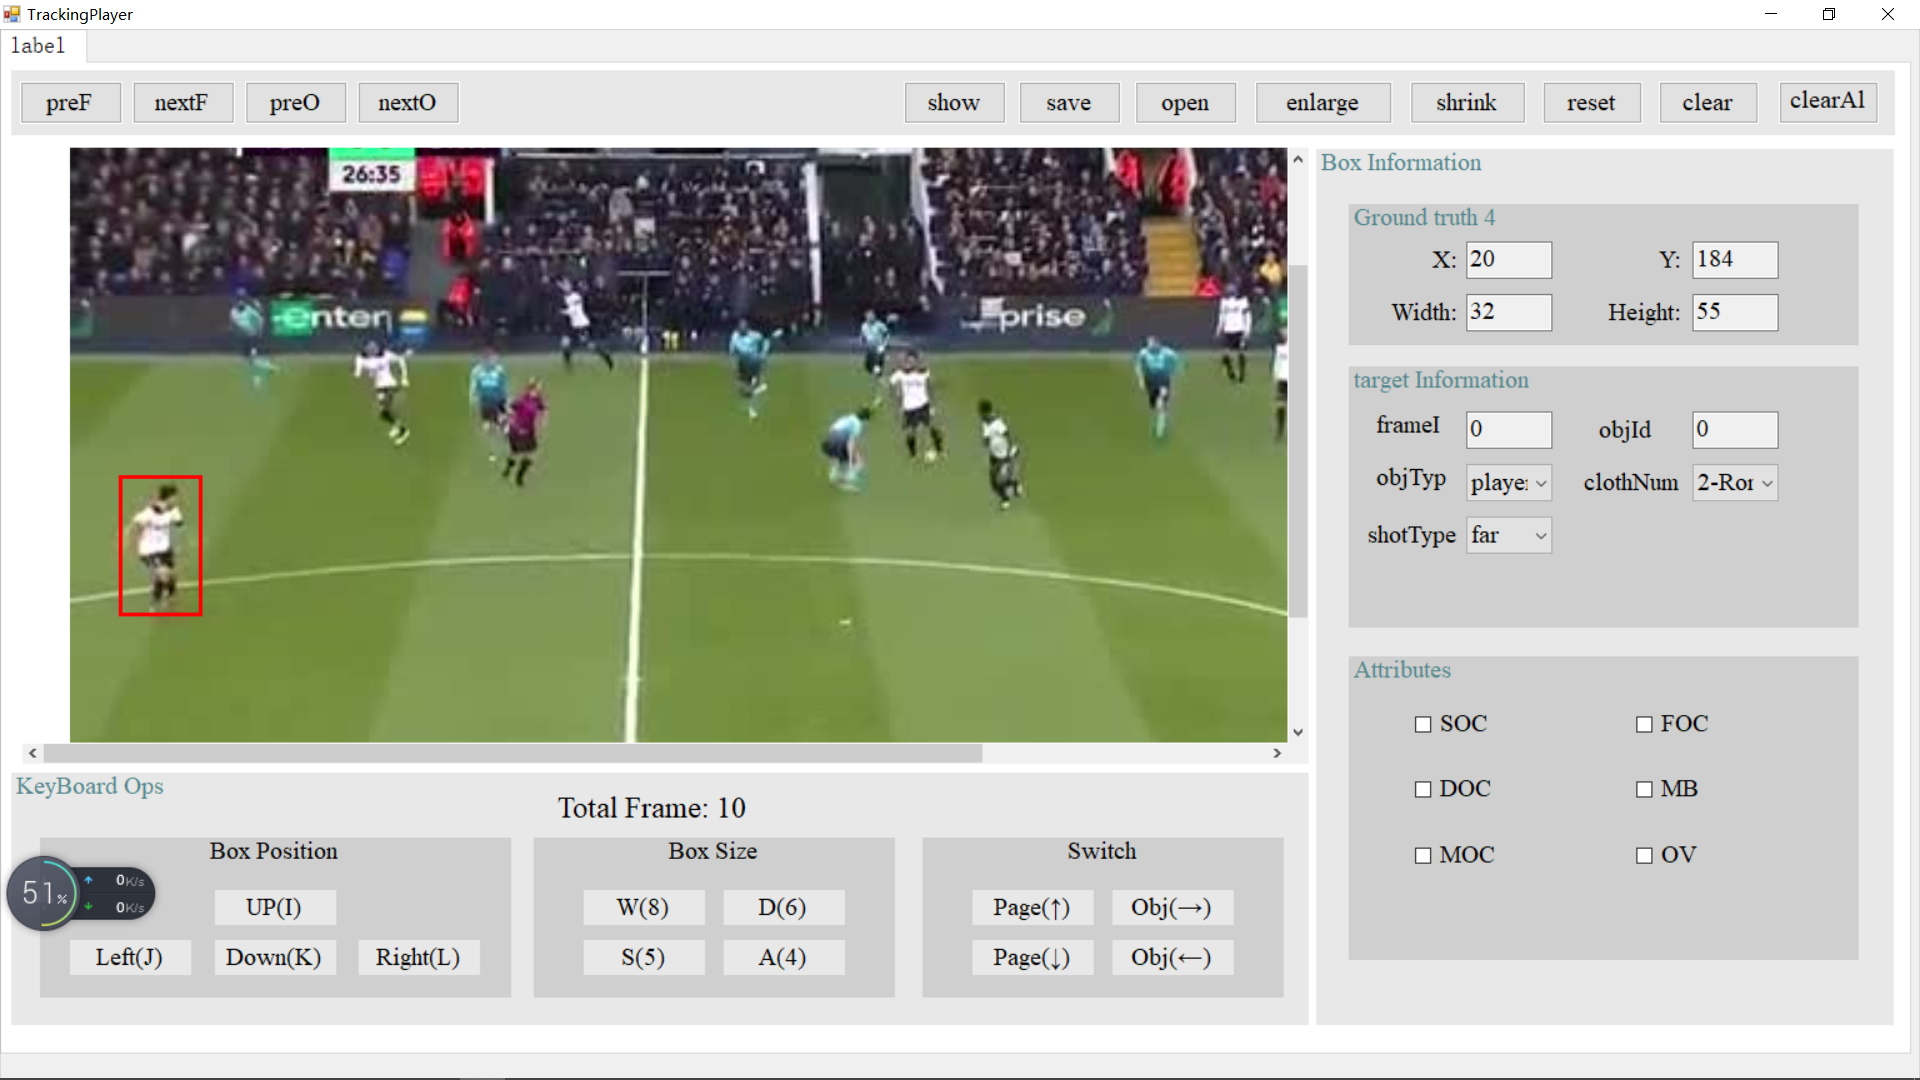 TrackingPlayer
label
preF nextF preO nextO show save open enlarge shrink reset clear clearAl
26:35
enter
prise
Box Information
Ground truth 4
X: 20 Y: 184
Width: 32 Height: 55
target Information
frameI 0 objId 0
objTyp player clothNum 2-Ror
shotType far
Attributes
SOC FOC
DOC MB
MOC OV
KeyBoard Ops
Total Frame: 10
Box Position
UP(I)
Left(J) Down(K) Right(L)
51% 0K/s
0K/s
Box Size
W(8) D(6)
S(5) A(4)
Switch
Page(↑) Obj(→)
Page(↓) Obj(←)